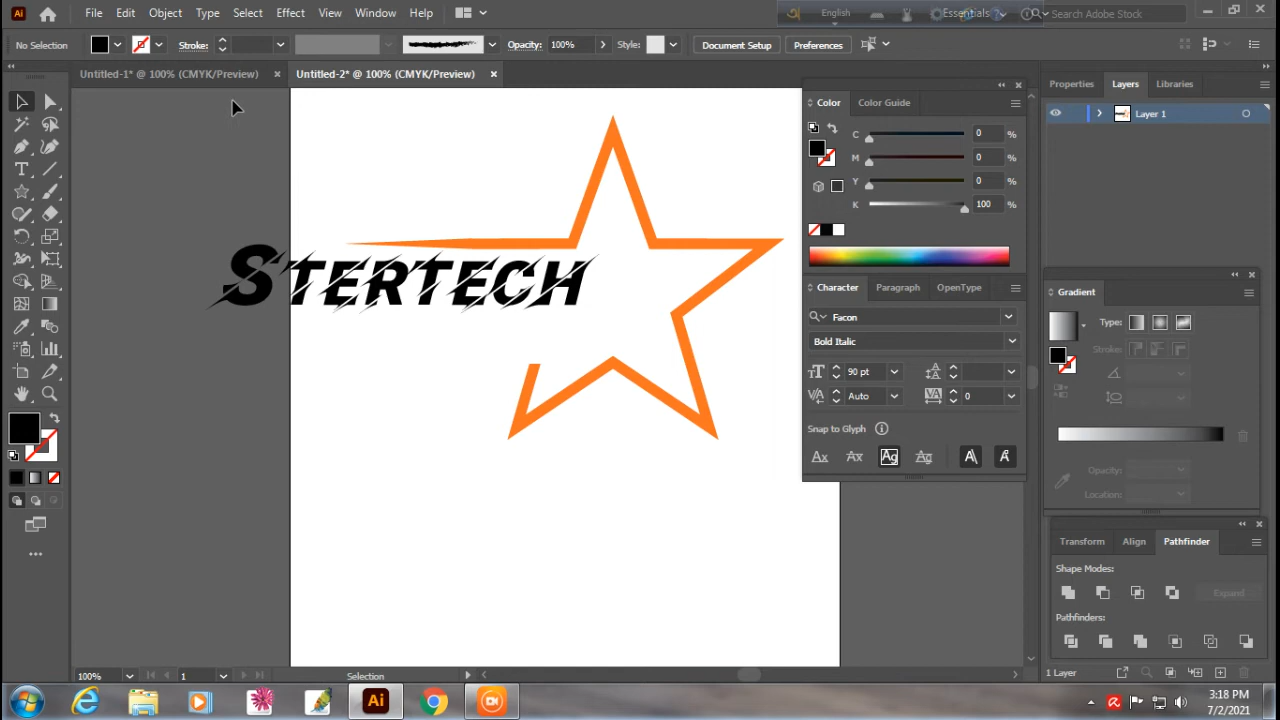 Ai File Edit Object Type Select Effect View Window Help English Essentials Search Adobe Stock
No Selection Stroke: Opacity: 100% Style: Document Setup Preferences
Untitled-1* @ 100% (CMYK/Preview) × Untitled-2* @ 100% (CMYK/Preview) ×
Properties Layers Libraries
Layer 1
Color Color Guide
C 0 %
M 0 %
Y 0 %
K 100 %
STERTECH
Character Paragraph OpenType
Facon
Bold Italic
90 pt
Auto 0
Snap to Glyph
Gradient
Type:
Strokes:
Opacity:
Location:
Transform Align Pathfinder
Shape Modes:
Expand
Pathfinders:
1 Layer
100% 1 Selection
Ai
3:18 PM
7/2/2021